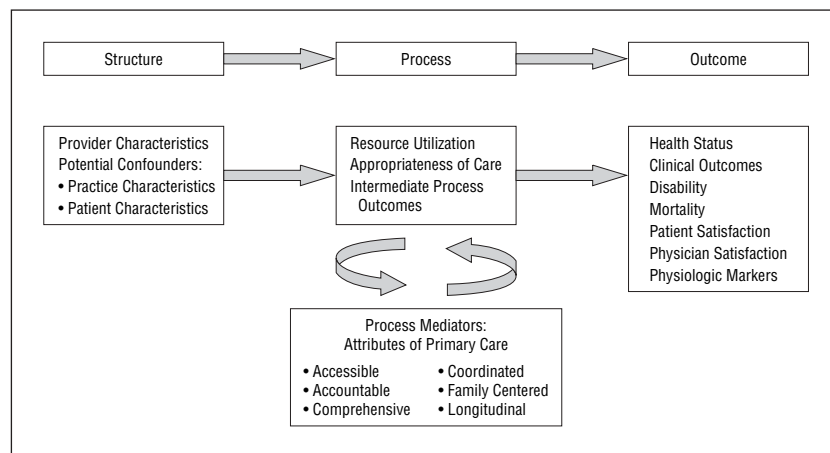 Structure
Process
Outcome
Provider Characteristics
Potential Confounders:
• Practice Characteristics
• Patient Characteristics
Resource Utilization
Appropriateness of Care
Intermediate Process
Outcomes
Health Status
Clinical Outcomes
Disability
Mortality
Patient Satisfaction
Physician Satisfaction
Physiologic Markers
Process Mediators:
Attributes of Primary Care
• Accessible
• Accountable
• Comprehensive
• Coordinated
• Family Centered
• Longitudinal